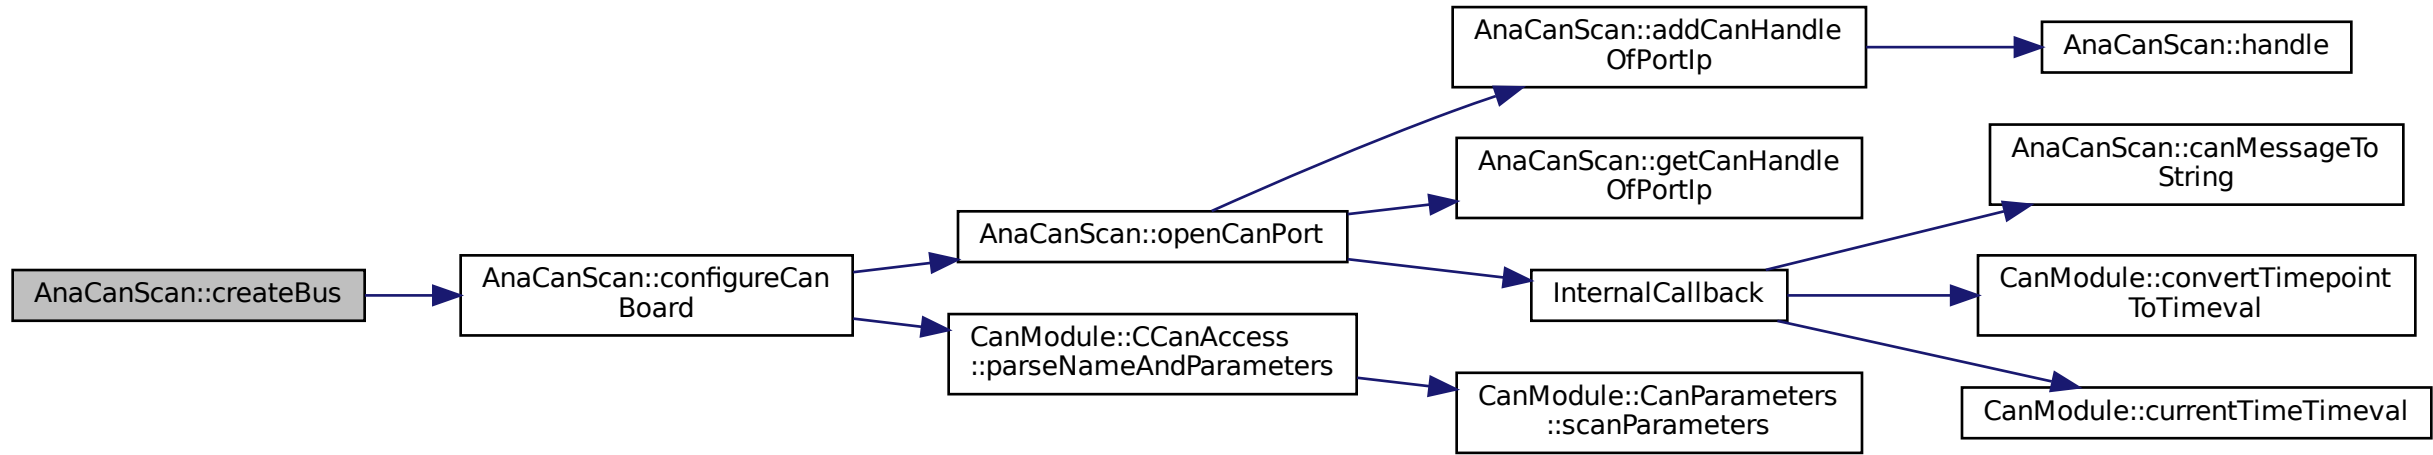 AnaCanScan::createBus
AnaCanScan::configureCan
Board
AnaCanScan::openCanPort
CanModule::CCanAccess
::parseNameAndParameters
AnaCanScan::addCanHandle
OfPortIp
AnaCanScan::getCanHandle
OfPortIp
InternalCallback
CanModule::CanParameters
::scanParameters
AnaCanScan::handle
AnaCanScan::canMessageTo
String
CanModule::convertTimepoint
ToTimeval
CanModule::currentTimeTimeval